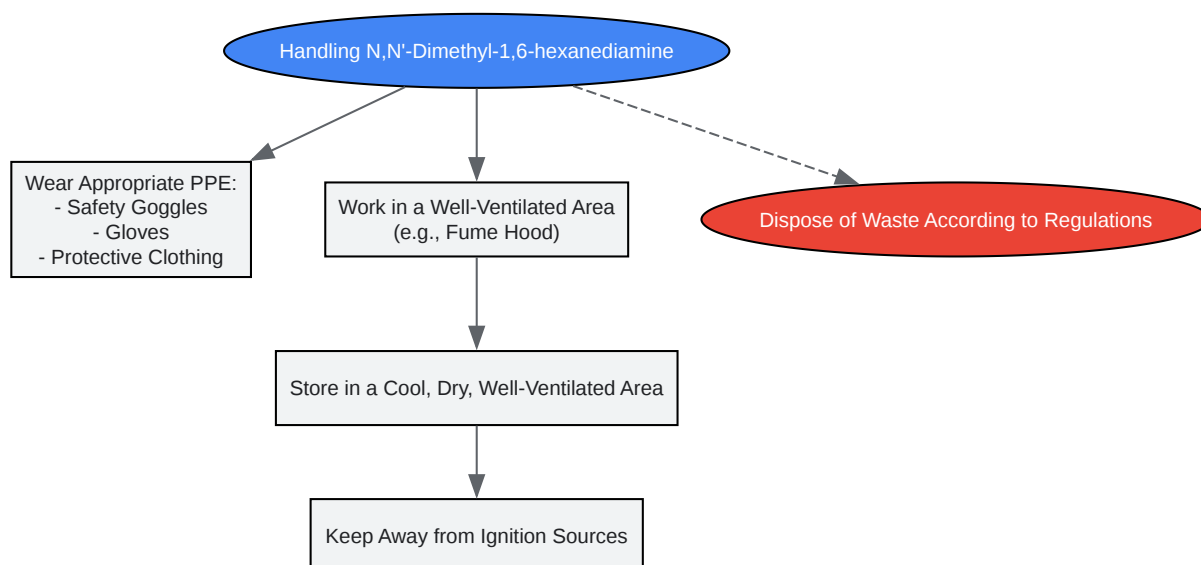 Handling N,N'-Dimethyl-1,6-hexanediamine
Wear Appropriate PPE:
- Safety Goggles
- Gloves
- Protective Clothing
Work in a Well-Ventilated Area
(e.g., Fume Hood)
Dispose of Waste According to Regulations
Store in a Cool, Dry, Well-Ventilated Area
Keep Away from Ignition Sources